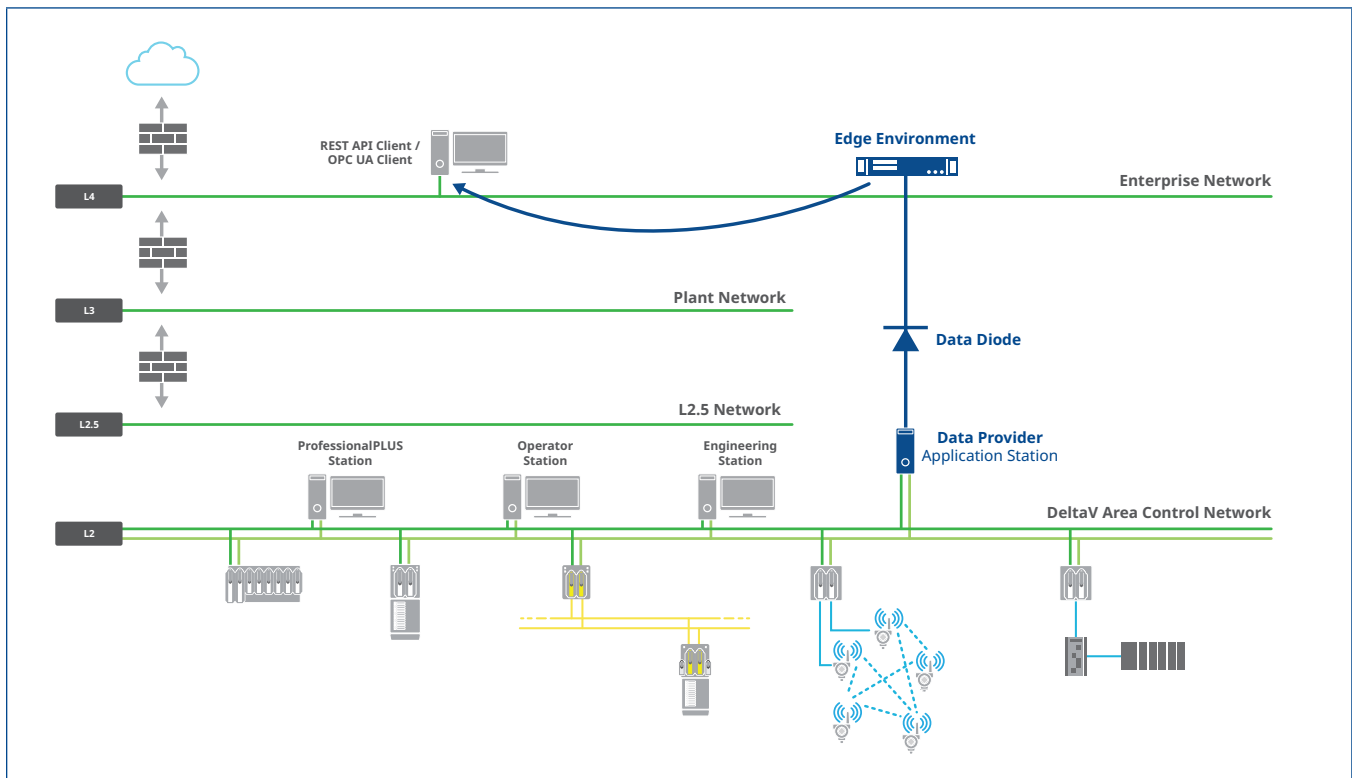 REST API Client /
OPC UA Client
Edge Environment
L4
Enterprise Network
L3
Plant Network
Data Diode
L2.5
L2.5 Network
ProfessionalPLUS
Station
Operator
Station
Engineering
Station
Data Provider
Application Station
L2
DeltaV Area Control Network